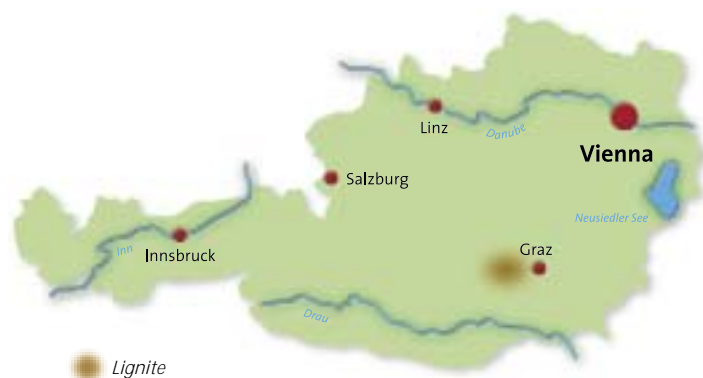 Linz
Danube
Vienna
Salzburg
Neusiedler See
Inn
Innsbruck
Graz
Drau
Lignite